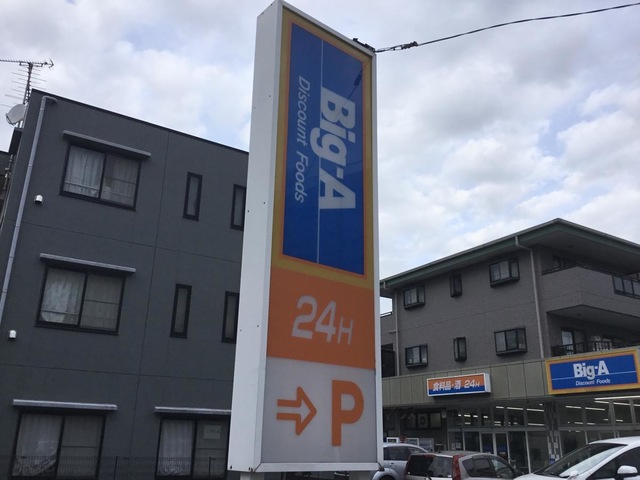 Big-A
Discount Foods
24H
P
食料品・酒 24H
Big-A
Discount Foods